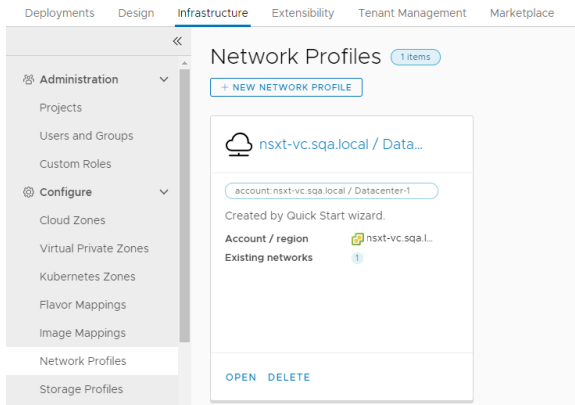 Deployments Design Infrastructure Extensibility Tenant Management Marketplace
Administration
Projects
Users and Groups
Custom Roles
Configure
Cloud Zones
Virtual Private Zones
Kubernetes Zones
Flavor Mappings
Image Mappings
Network Profiles
Storage Profiles
Network Profiles 1 items
+ NEW NETWORK PROFILE
nsxt-vc.sqa.local / Data...
account:nsxt-vc.sqa.local / Datacenter-1
Created by Quick Start wizard.
Account / region nsxt-vc.sqa.l...
Existing networks 1
OPEN DELETE